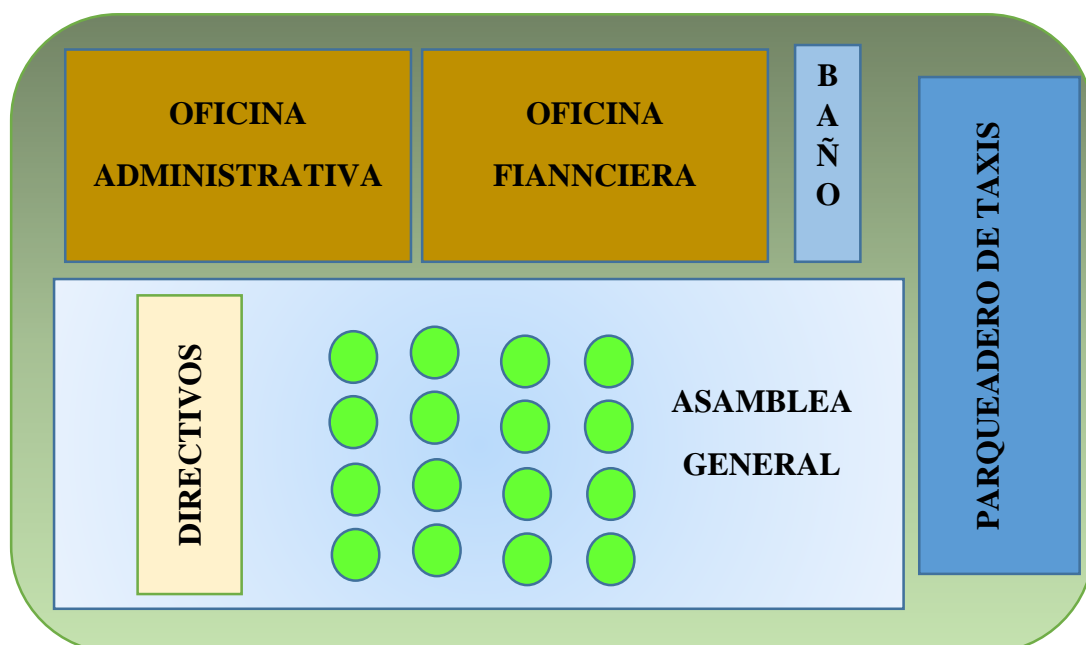 OFICINA
ADMINISTRATIVA
OFICINA
FIANNCIERA
B
A
Ñ
O
PARQUEADERO DE TAXIS
DIRECTIVOS
ASAMBLEA
GENERAL